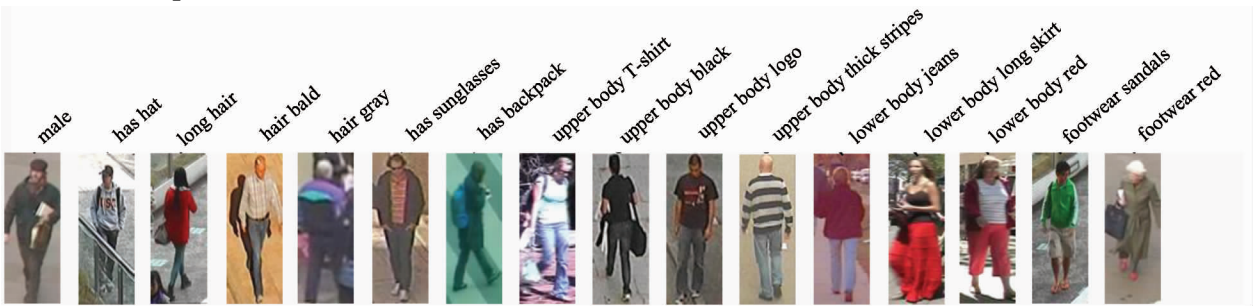 male
has hat
long hair
hair bald
hair gray
has sunglasses
has backpack
upper body T-shirt
upper body black
upper body logo
upper body thick stripes
lower body jeans
lower body long skirt
lower body red
footwear sandals
footwear red